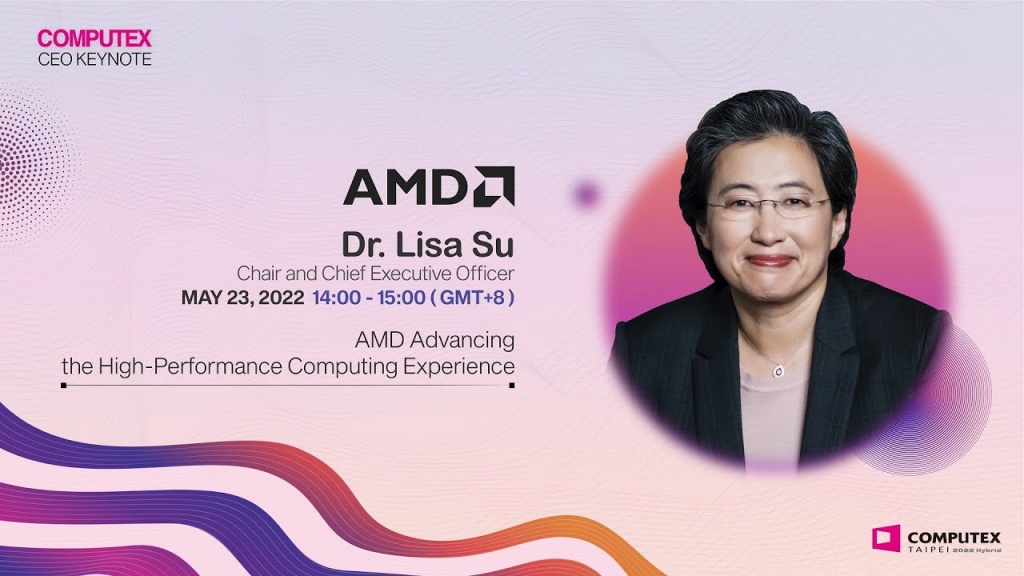 COMPUTEX
CEO KEYNOTE
AMD
Dr. Lisa Su
Chair and Chief Executive Officer
MAY 23, 2022 14:00 - 15:00 ( GMT+8 )
AMD Advancing
the High-Performance Computing Experience
COMPUTEX
TAIPEI 2022 Hybrid